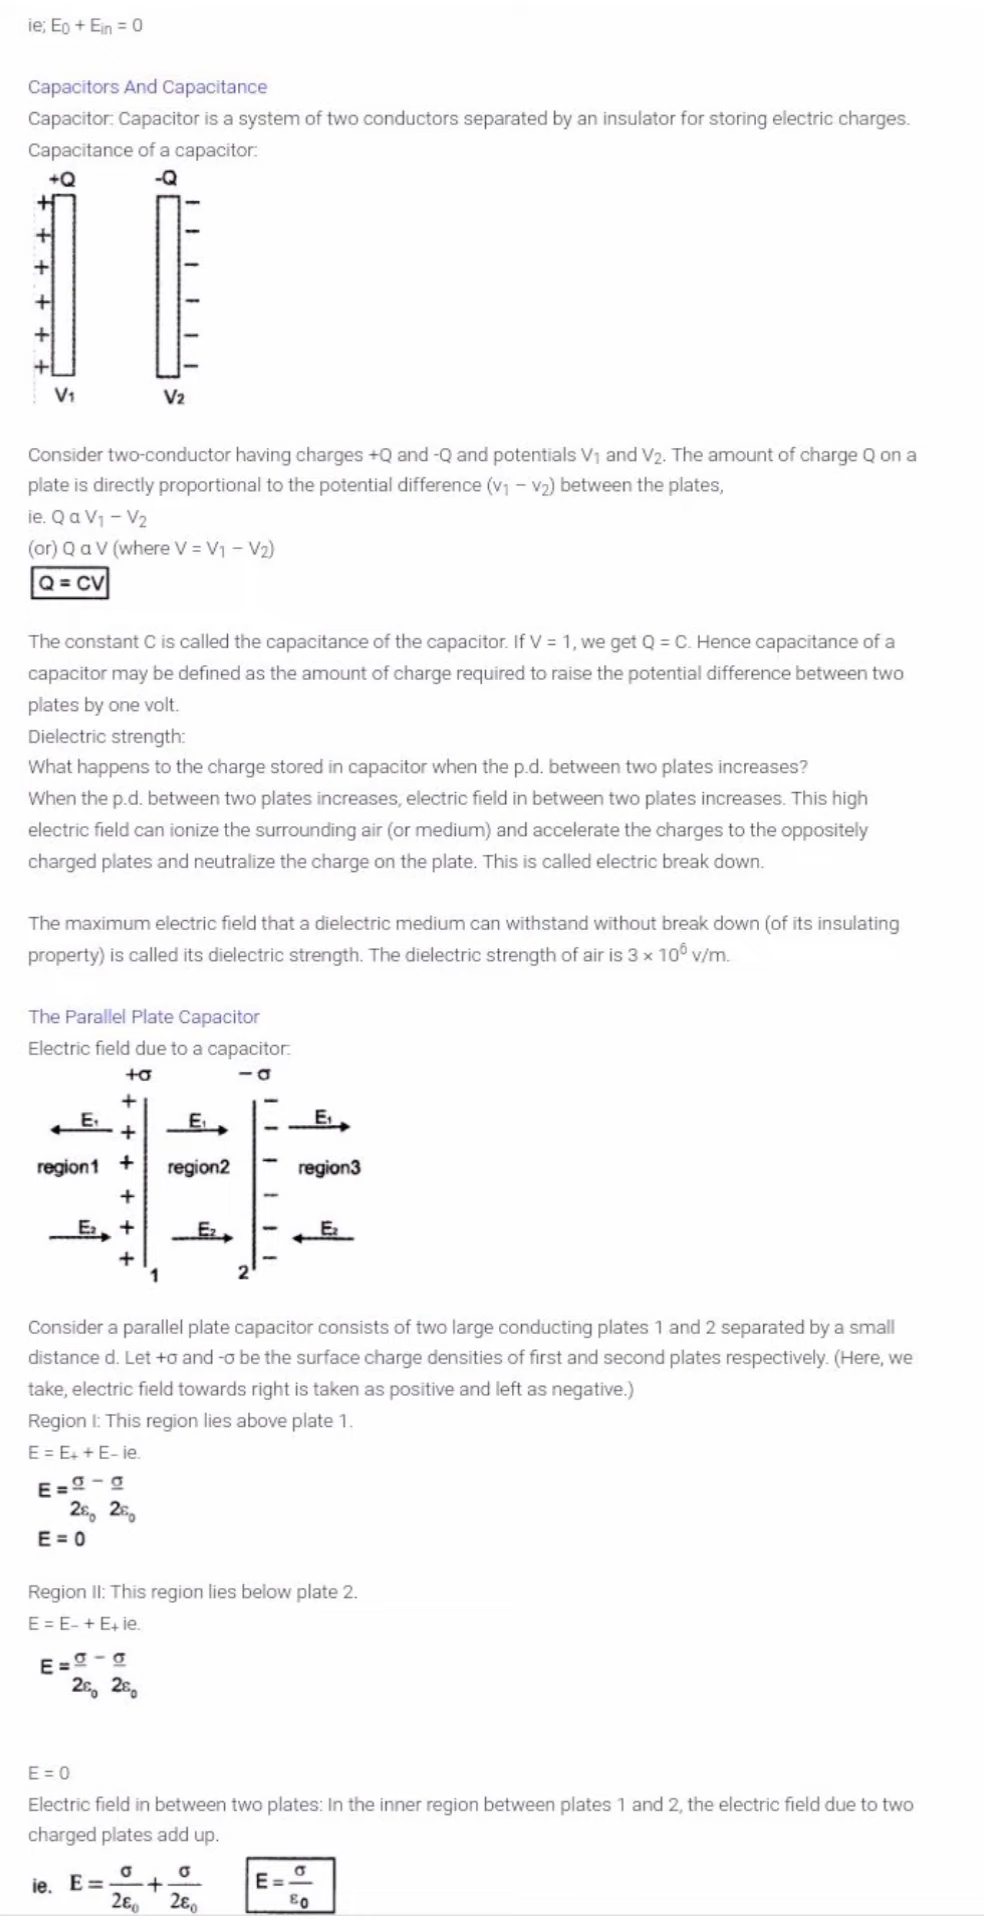 ie; E₀ + Eᵢₙ = 0
Capacitors And Capacitance
Capacitor: Capacitor is a system of two conductors separated by an insulator for storing electric charges.
Capacitance of a capacitor:
+Q -Q
+ −
+ −
+ −
+ −
+ −
+ −
V₁ V₂
Consider two-conductor having charges +Q and -Q and potentials V₁ and V₂. The amount of charge Q on a
plate is directly proportional to the potential difference (v₁ – v₂) between the plates,
ie. Q α V₁ – V₂
(or) Q α V (where V = V₁ – V₂)
Q = CV
The constant C is called the capacitance of the capacitor. If V = 1, we get Q = C. Hence capacitance of a
capacitor may be defined as the amount of charge required to raise the potential difference between two
plates by one volt.
Dielectric strength:
What happens to the charge stored in capacitor when the p.d. between two plates increases?
When the p.d. between two plates increases, electric field in between two plates increases. This high
electric field can ionize the surrounding air (or medium) and accelerate the charges to the oppositely
charged plates and neutralize the charge on the plate. This is called electric break down.
The maximum electric field that a dielectric medium can withstand without break down (of its insulating
property) is called its dielectric strength. The dielectric strength of air is 3 × 10⁶ v/m.
The Parallel Plate Capacitor
Electric field due to a capacitor:
+σ − σ
+ −
E₁ + E₁ − E₁
region1 + region2 − region3
+ −
E₂ + E₂ − E₂
+ −
1 2
Consider a parallel plate capacitor consists of two large conducting plates 1 and 2 separated by a small
distance d. Let +σ and -σ be the surface charge densities of first and second plates respectively. (Here, we
take, electric field towards right is taken as positive and left as negative.)
Region I: This region lies above plate 1.
E = E₊ + E₋ ie.
E = σ/2ε₀ − σ/2ε₀
E = 0
Region II: This region lies below plate 2.
E = E₋ + E₊ ie.
E = σ/2ε₀ − σ/2ε₀
E = 0
Electric field in between two plates: In the inner region between plates 1 and 2, the electric field due to two
charged plates add up.
ie. E = σ/2ε₀ + σ/2ε₀ E = σ/ε₀